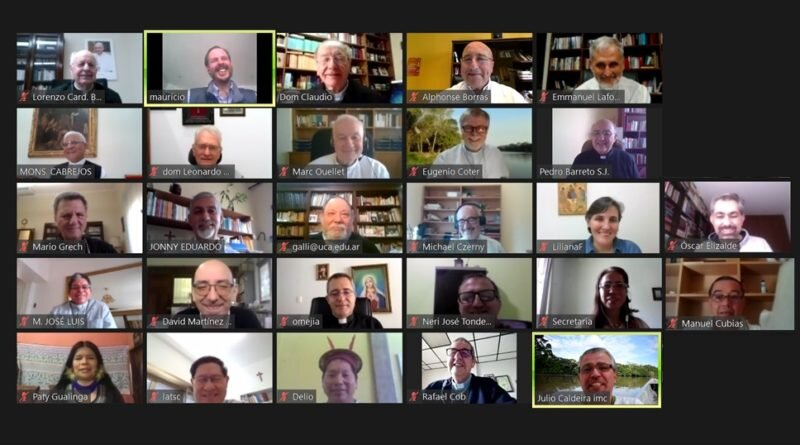 Lorenzo Card. B...
mauricio
Dom Claudio
Alphonse Borras
Emmanuel Lafo...
MONS. CABREJOS
dom Leonardo ...
Marc Ouellet
Eugenio Coter
Pedro Barreto S.J.
Mario Grech
JONNY EDUARDO ...
galli@uca.edu.ar
Michael Czerny
LilianaF
Óscar Elizalde
M. JOSÉ LUIS
David Martínez ...
omejia
Neri José Tonde...
Secretaria
Manuel Cubias
Paty Gualinga
latsc
Delio
Rafael Cob
Julio Caldeira imc